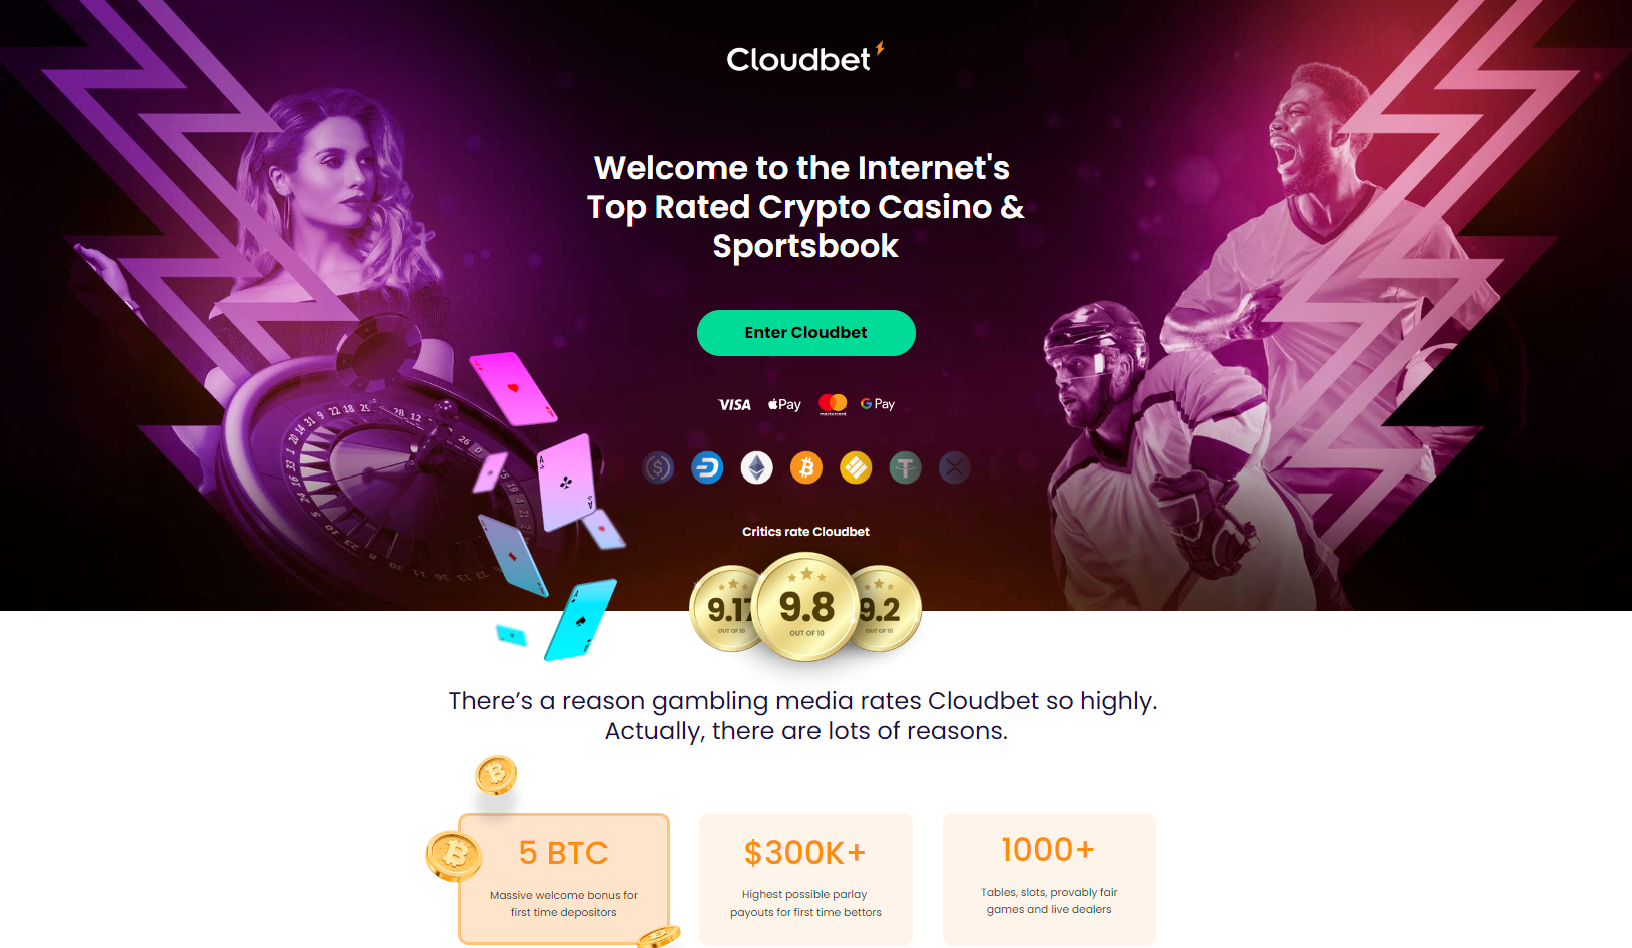 Cloudbet
Welcome to the Internet's
Top Rated Crypto Casino &
Sportsbook
Enter Cloudbet
VISA Pay mastercard G Pay
Critics rate Cloudbet
9.17 9.8 9.2
OUT OF 10 OUT OF 10 OUT OF 10
There’s a reason gambling media rates Cloudbet so highly.
Actually, there are lots of reasons.
5 BTC
Massive welcome bonus for
first time depositors
$300K+
Highest possible parlay
payouts for first time bettors
1000+
Tables, slots, provably fair
games and live dealers